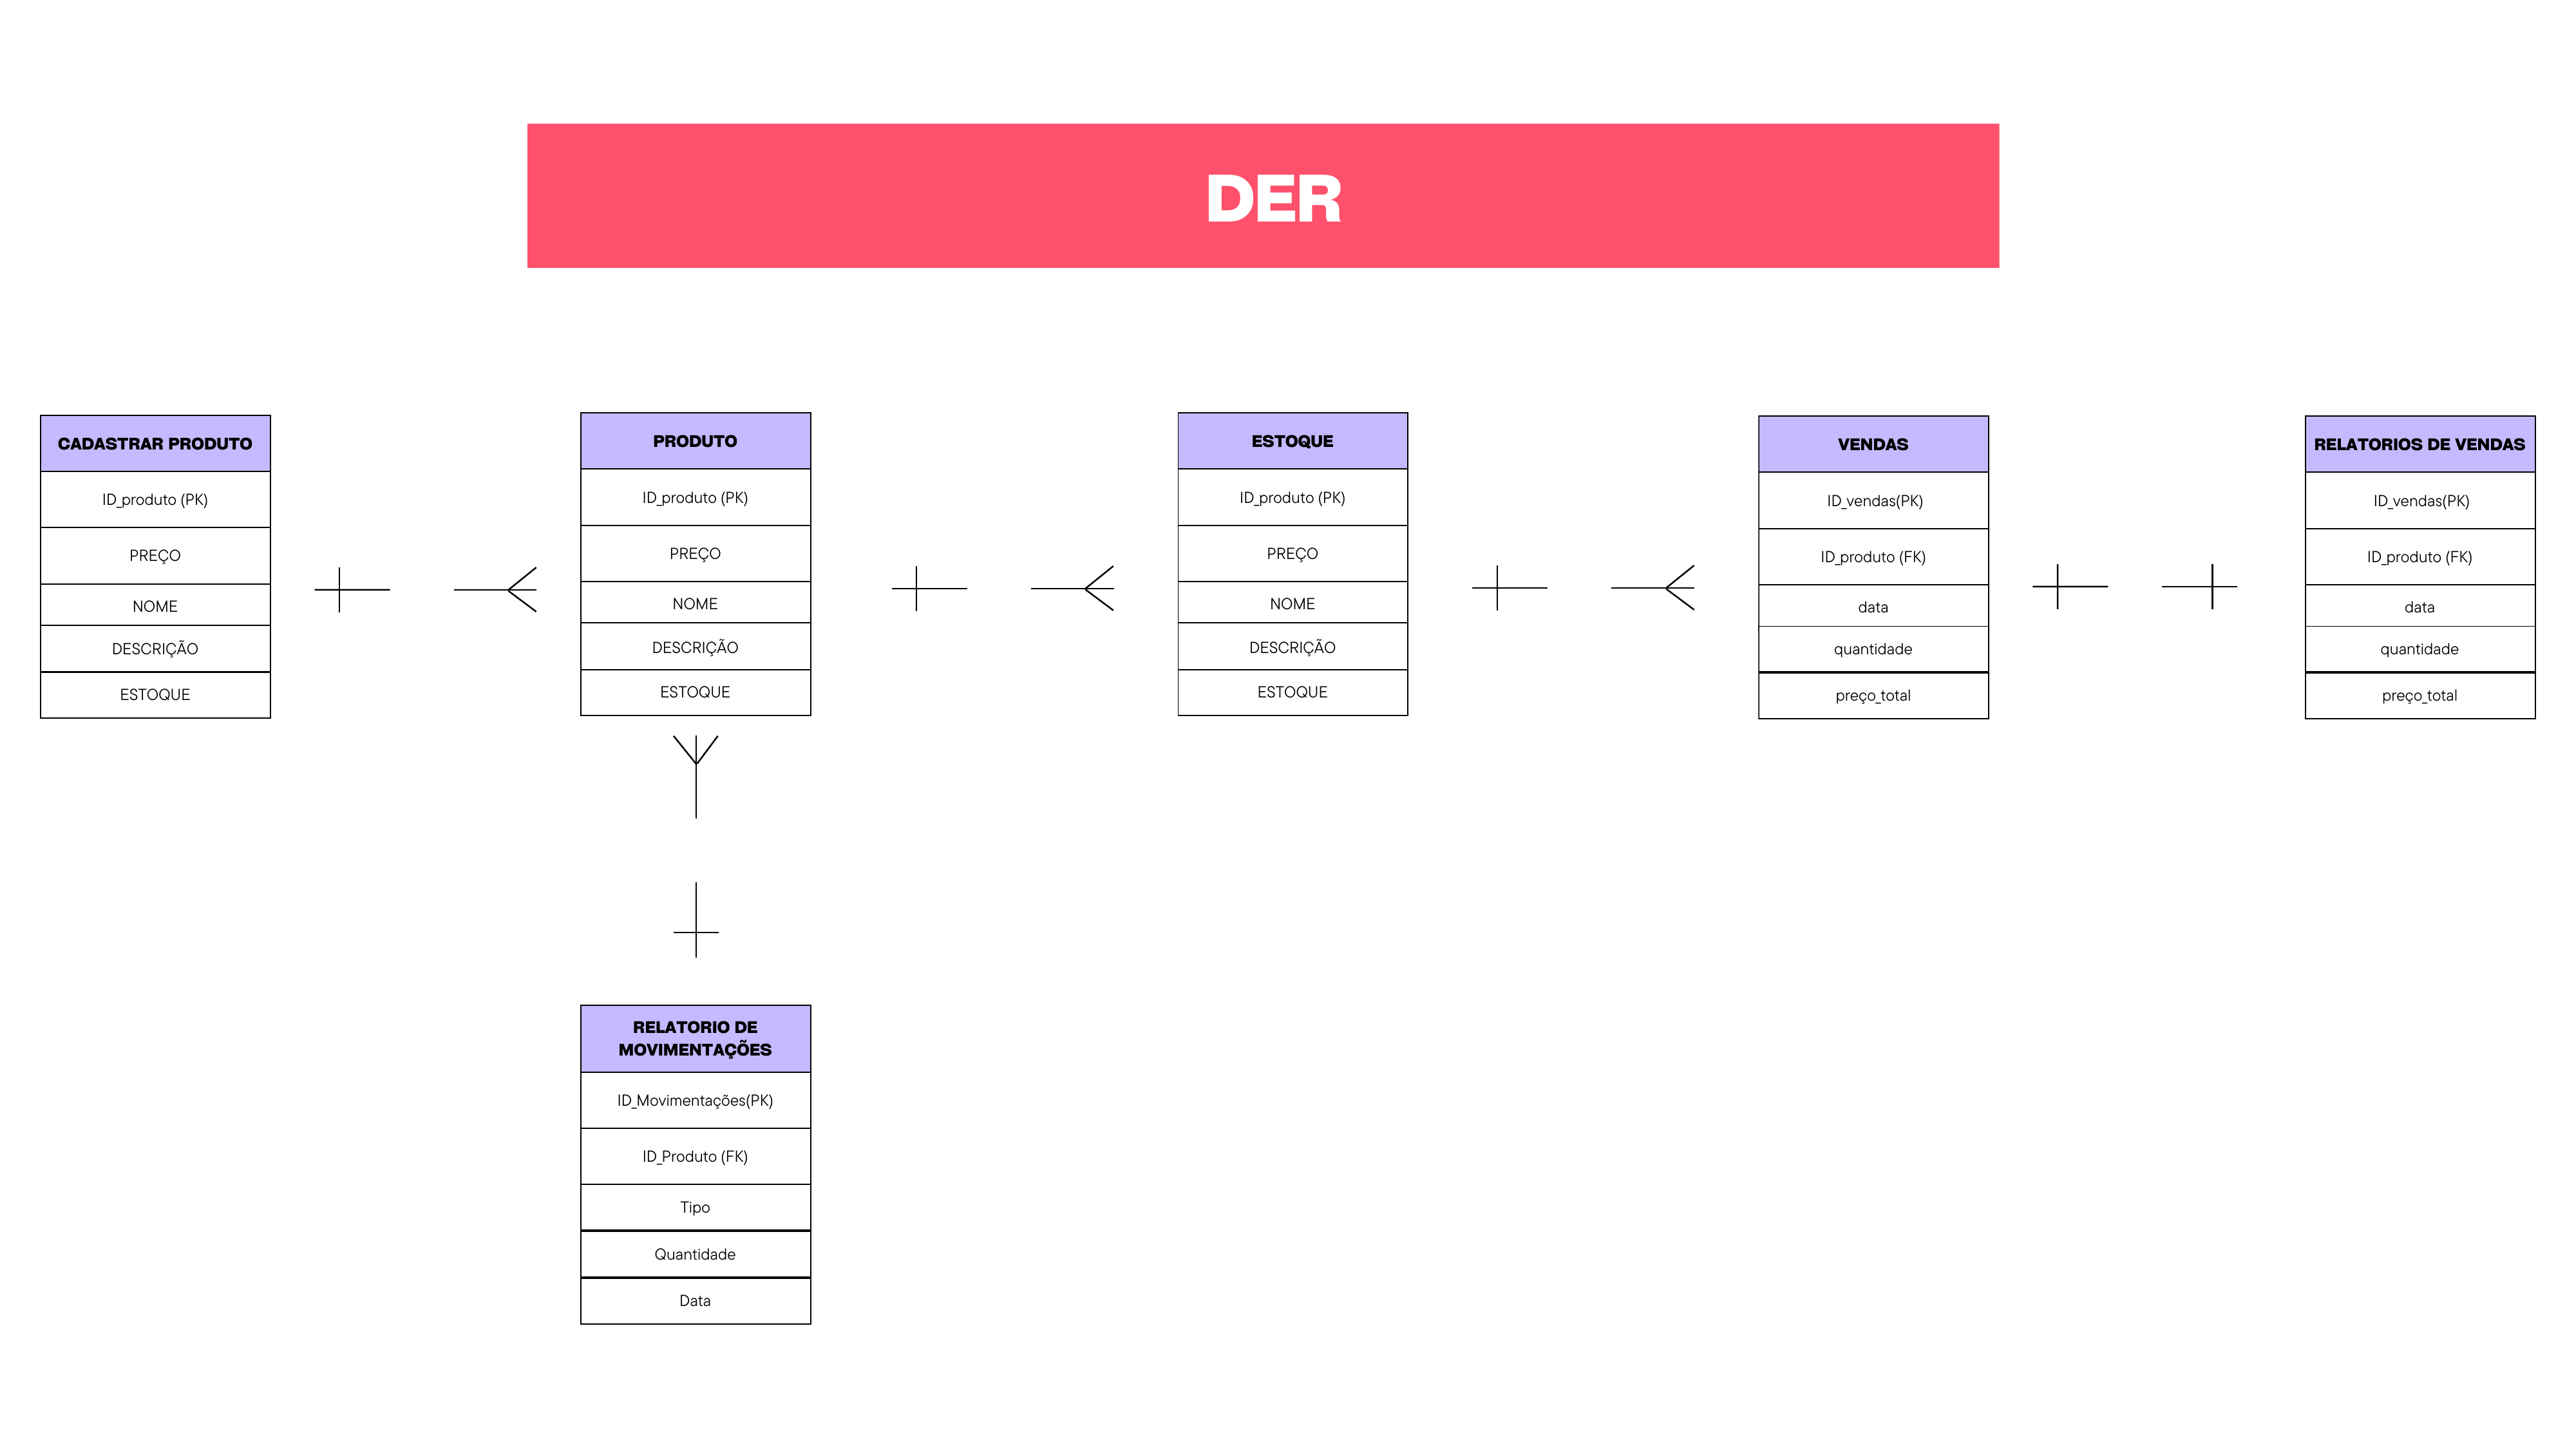 DER
CADASTRAR PRODUTO
ID_produto (PK)
PREÇO
NOME
DESCRIÇÃO
ESTOQUE
PRODUTO
ID_produto (PK)
PREÇO
NOME
DESCRIÇÃO
ESTOQUE
ESTOQUE
ID_produto (PK)
PREÇO
NOME
DESCRIÇÃO
ESTOQUE
VENDAS
ID_vendas(PK)
ID_produto (FK)
data
quantidade
preço_total
RELATORIOS DE VENDAS
ID_vendas(PK)
ID_produto (FK)
data
quantidade
preço_total
RELATORIO DE
MOVIMENTAÇÕES
ID_Movimentações(PK)
ID_Produto (FK)
Tipo
Quantidade
Data